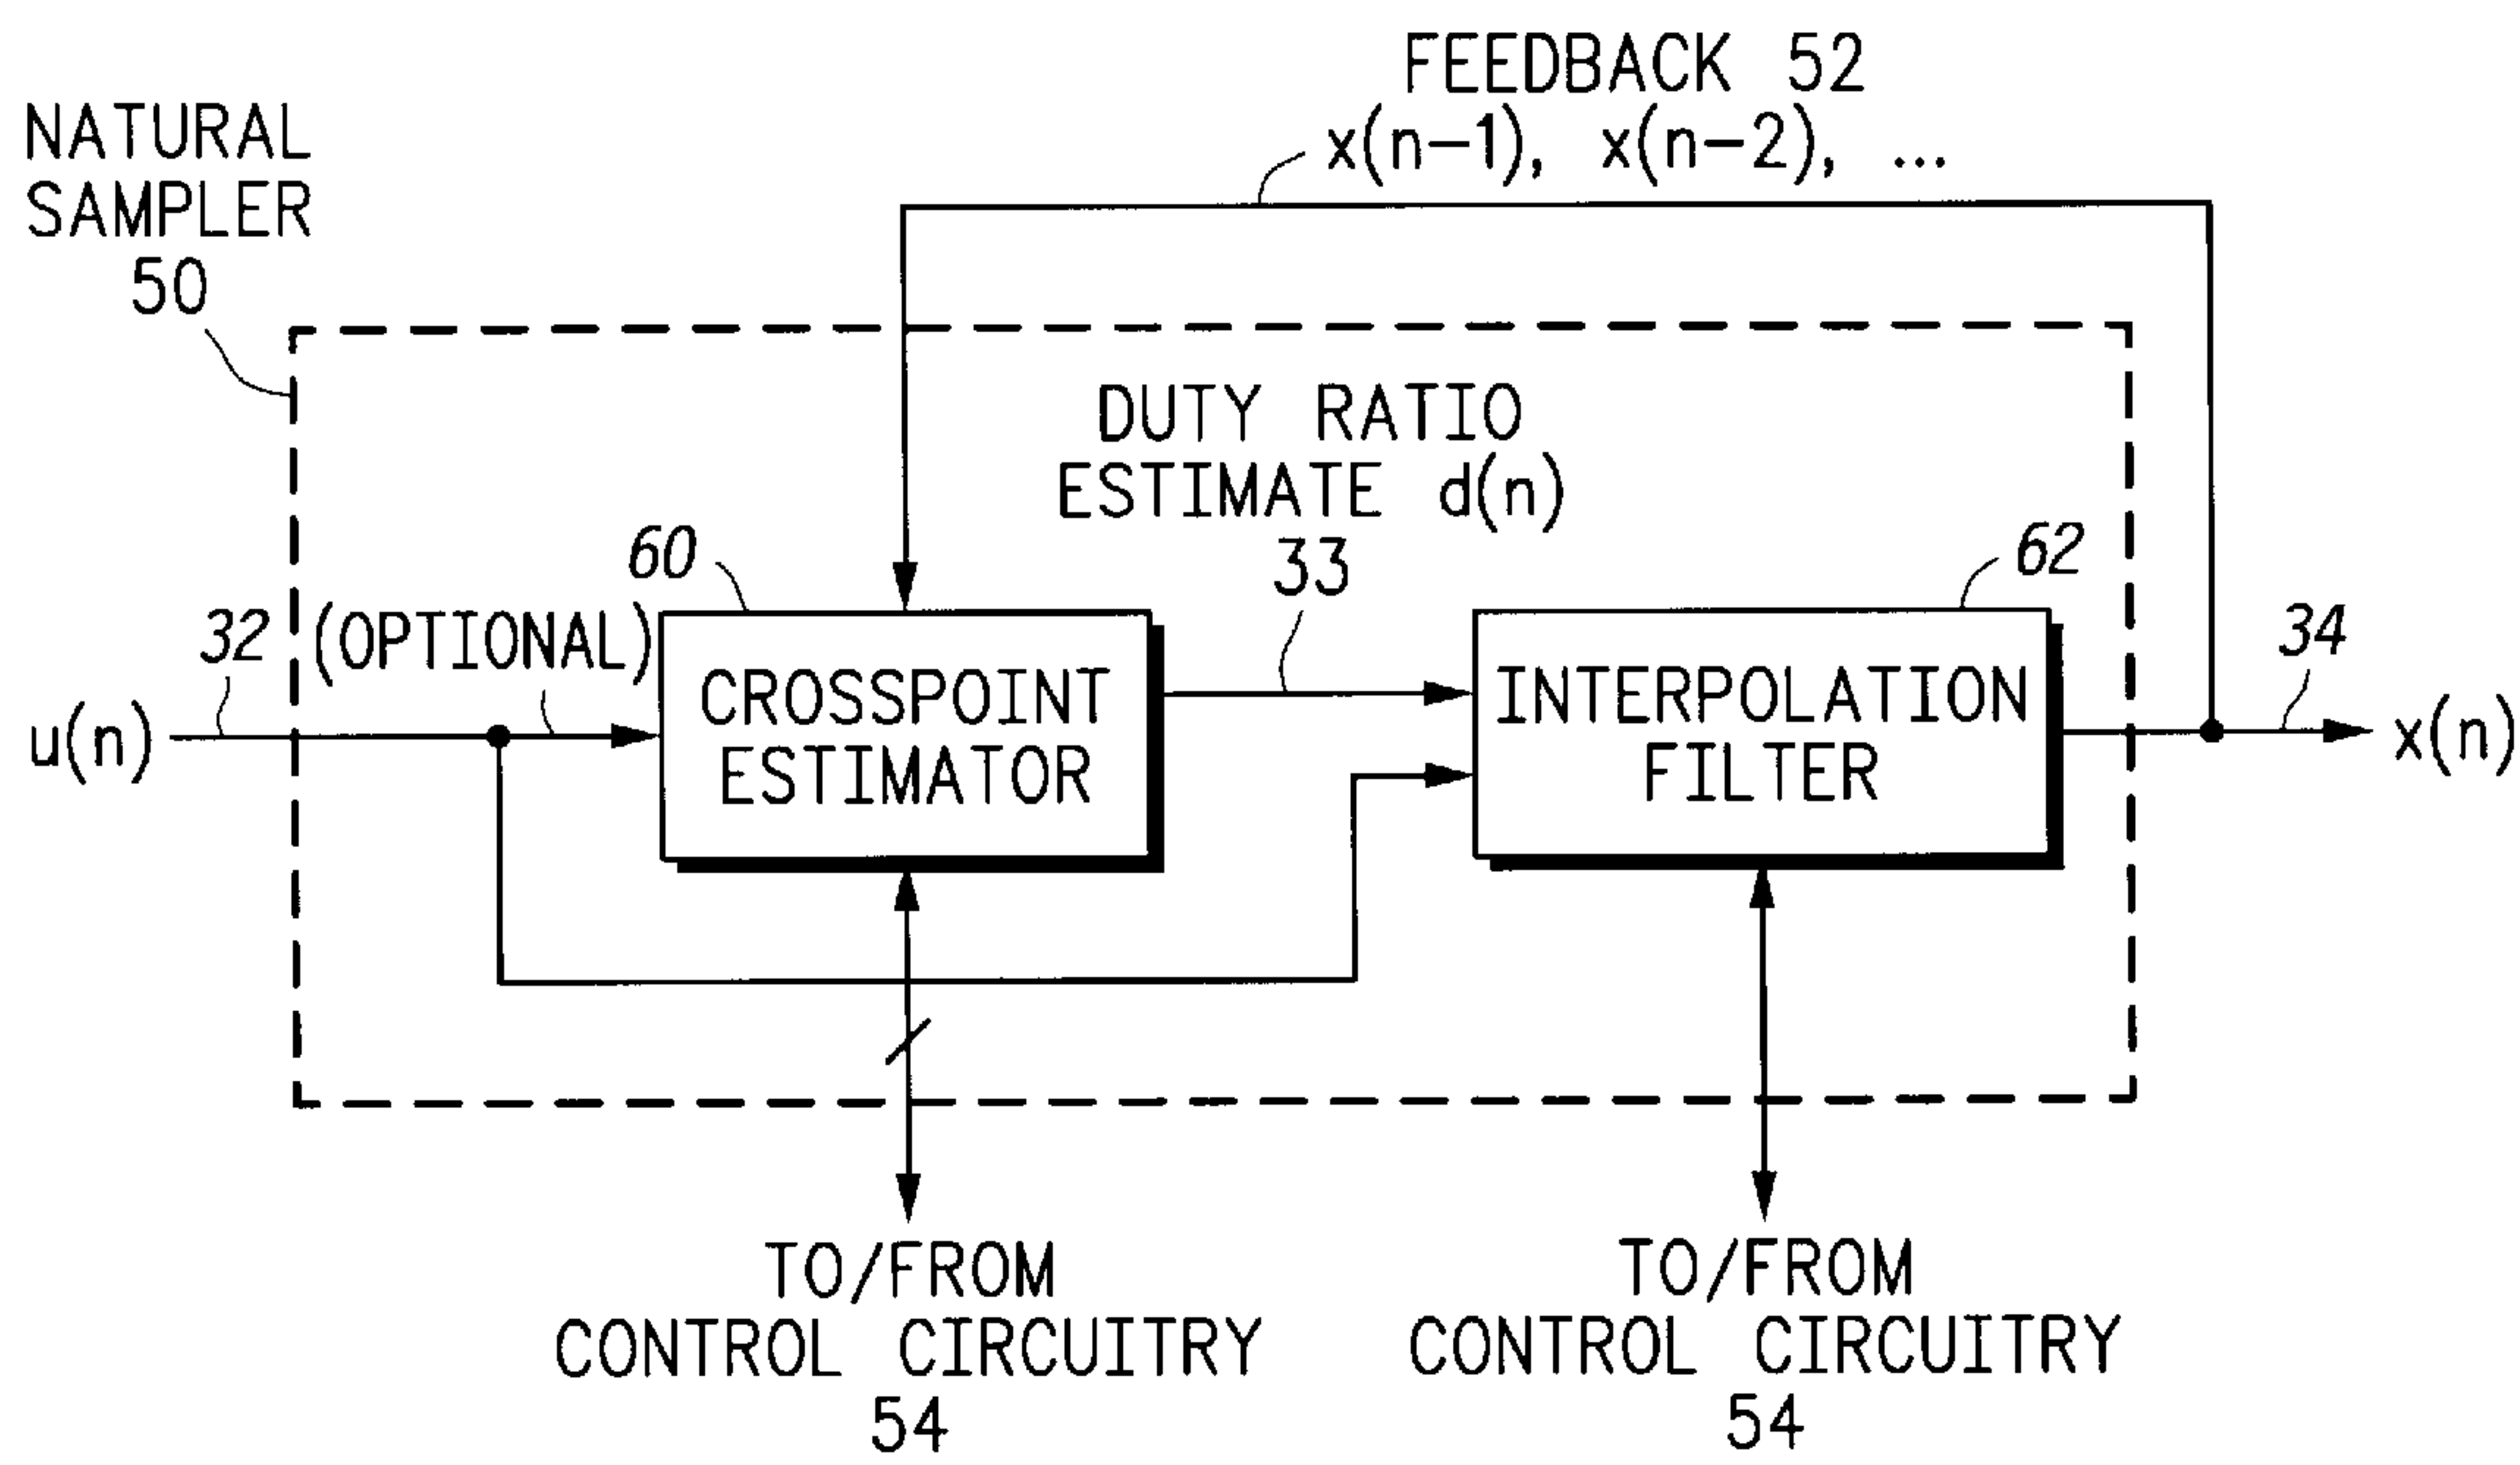 FEEDBACK 52
x(n-1), x(n-2), ...
NATURAL
SAMPLER
50
DUTY RATIO
ESTIMATE d(n)
33
60
62
32
(OPTIONAL)
34
u(n)
CROSSPOINT
ESTIMATOR
INTERPOLATION
FILTER
x(n)
TO/FROM
CONTROL CIRCUITRY
54
TO/FROM
CONTROL CIRCUITRY
54